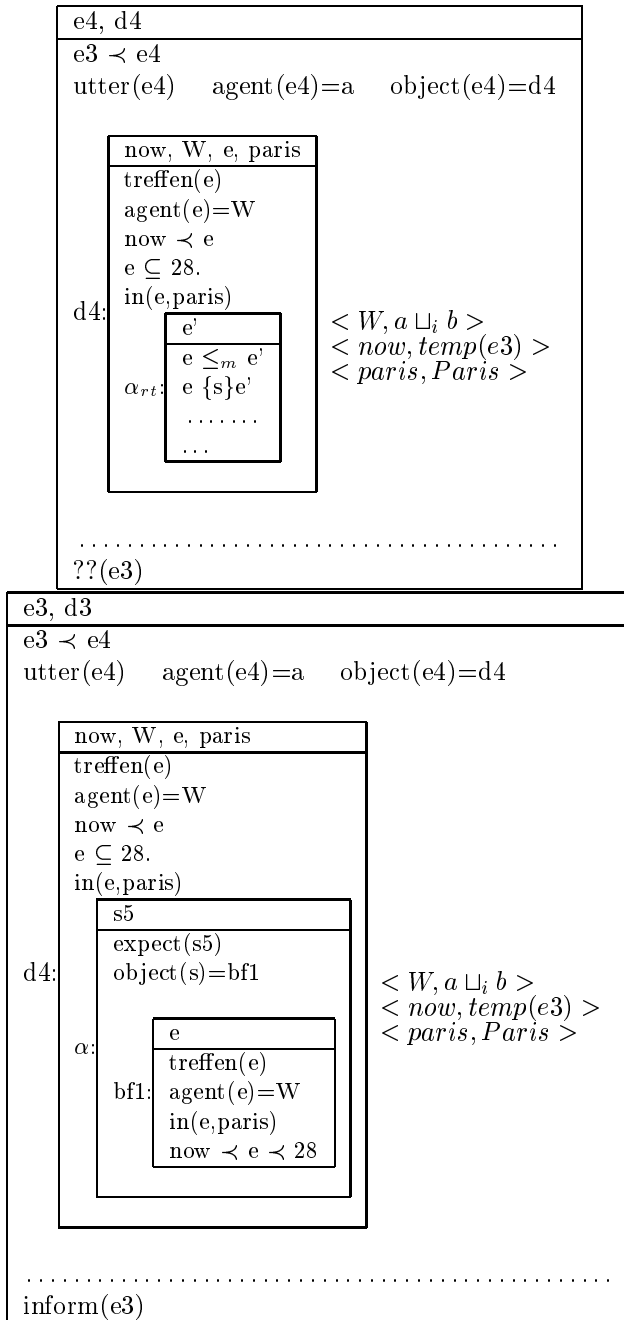 e4, d4
e3 ≺ e4
utter(e4) agent(e4)=a object(e4)=d4
now, W, e, paris
treffen(e)
agent(e)=W
now ≺ e
e ⊆ 28.
in(e,paris)
d4:
e'
e ≤m e'
αrt: e {s}e'
.......
...
< W, a ⊔i b >
< now, temp(e3) >
< paris, Paris >
........................................
??(e3)
e3, d3
e3 ≺ e4
utter(e4) agent(e4)=a object(e4)=d4
now, W, e, paris
treffen(e)
agent(e)=W
now ≺ e
e ⊆ 28.
in(e,paris)
s5
expect(s5)
d4: object(s)=bf1
α:
e
treffen(e)
bf1: agent(e)=W
in(e,paris)
now ≺ e ≺ 28
< W, a ⊔i b >
< now, temp(e3) >
< paris, Paris >
.................................................
inform(e3)